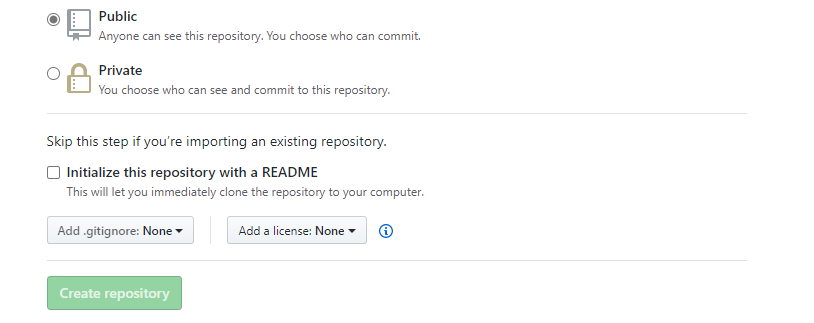 Public
Anyone can see this repository. You choose who can commit.
Private
You choose who can see and commit to this repository.
Skip this step if you’re importing an existing repository.
Initialize this repository with a README
This will let you immediately clone the repository to your computer.
Add .gitignore: None Add a license: None
Create repository